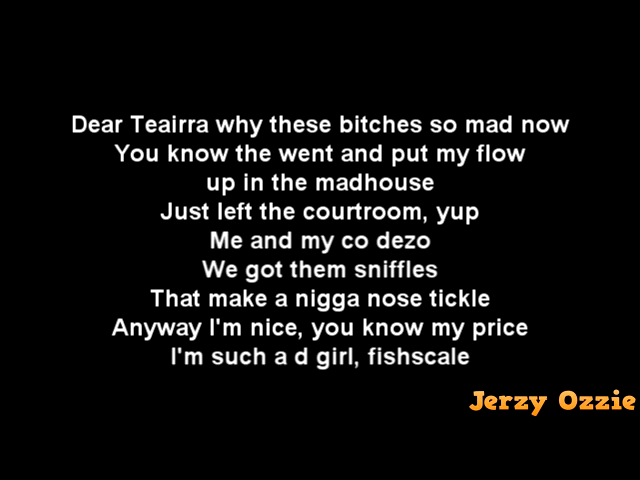 Dear Teairra why these bitches so mad now
You know the went and put my flow
up in the madhouse
Just left the courtroom, yup
Me and my co dezo
We got them sniffles
That make a nigga nose tickle
Anyway I'm nice, you know my price
I'm such a d girl, fishscale
Jerzy Ozzie